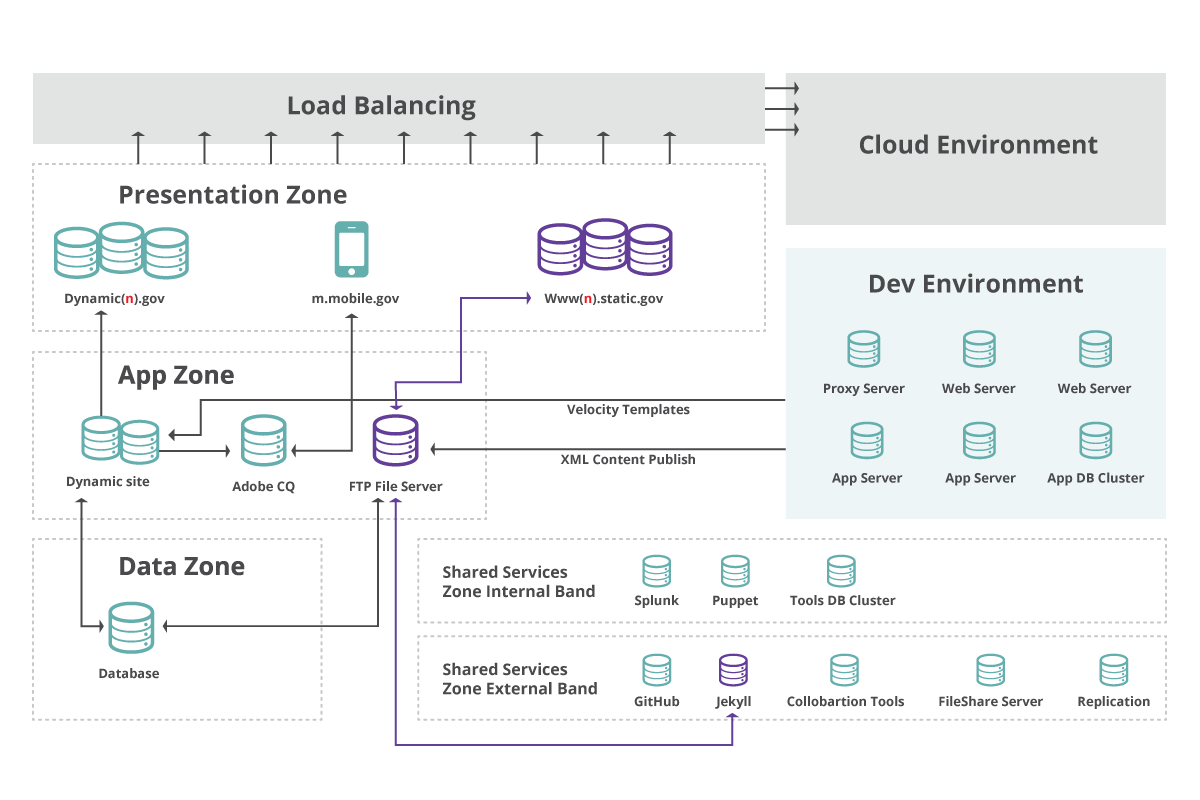 Load Balancing
Cloud Environment
Presentation Zone
Dynamic(n).gov
m.mobile.gov
Www(n).static.gov
Dev Environment
Proxy Server
Web Server
Web Server
App Server
App Server
App DB Cluster
App Zone
Velocity Templates
XML Content Publish
Dynamic site
Adobe CQ
FTP File Server
Data Zone
Database
Shared Services
Zone Internal Band
Splunk
Puppet
Tools DB Cluster
Shared Services
Zone External Band
GitHub
Jekyll
Collobartion Tools
FileShare Server
Replication